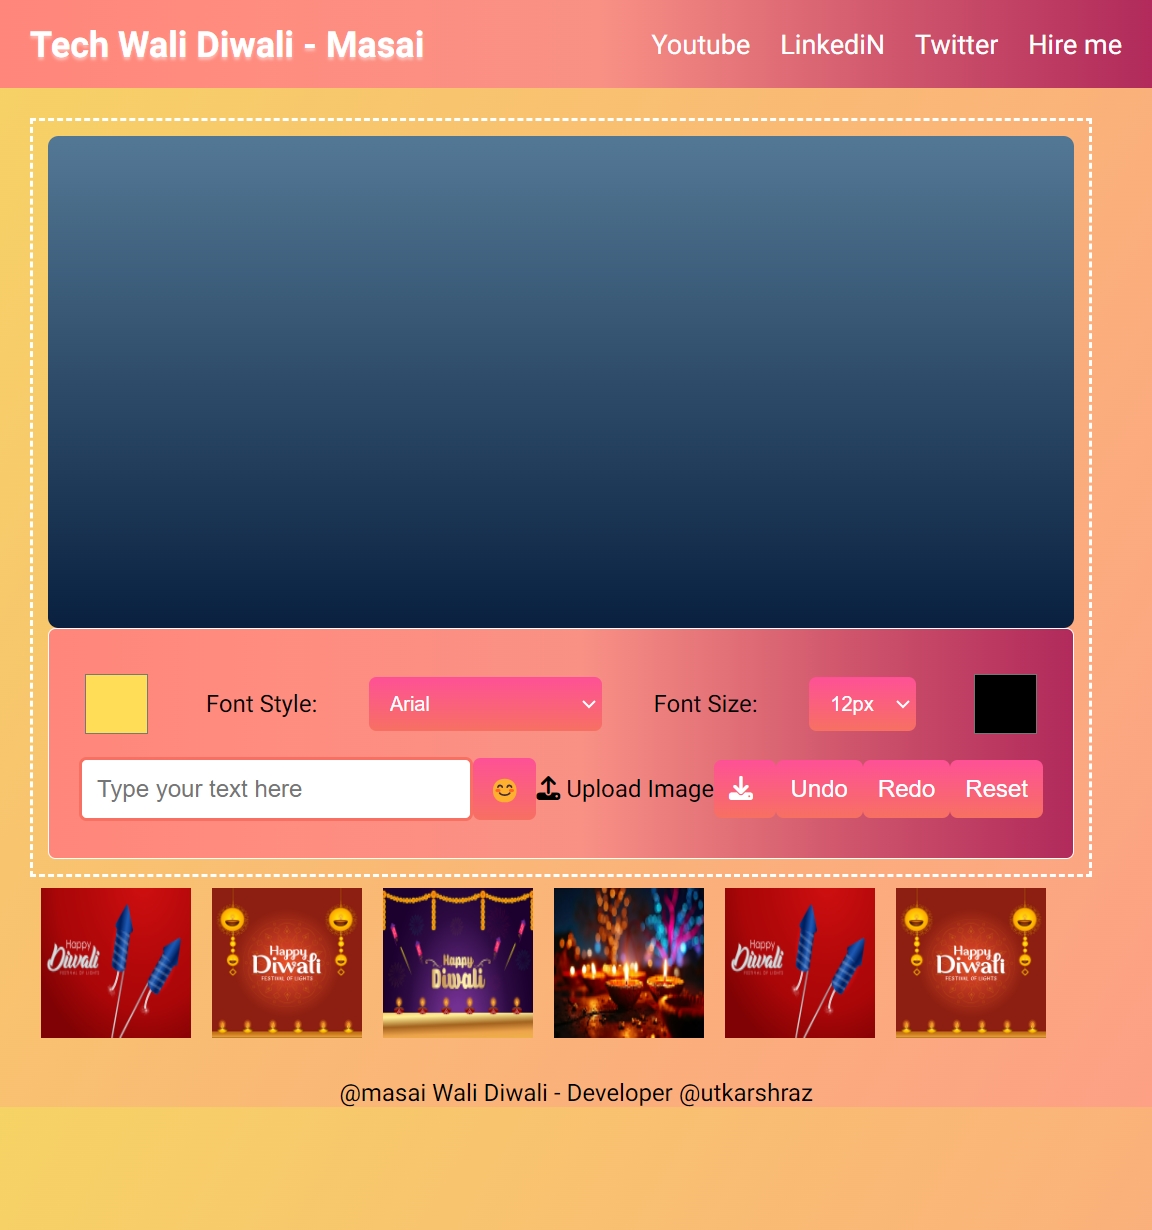 Tech Wali Diwali - Masai
Youtube LinkediN Twitter Hire me
Font Style: Arial Font Size: 12px
Type your text here 😊 Upload Image Undo Redo Reset
Happy
Diwali
FESTIVAL OF LIGHTS
Happy
Diwali
FESTIVAL OF LIGHTS
Happy
Diwali
Happy
Diwali
FESTIVAL OF LIGHTS
Happy
Diwali
FESTIVAL OF LIGHTS
@masai Wali Diwali - Developer @utkarshraz